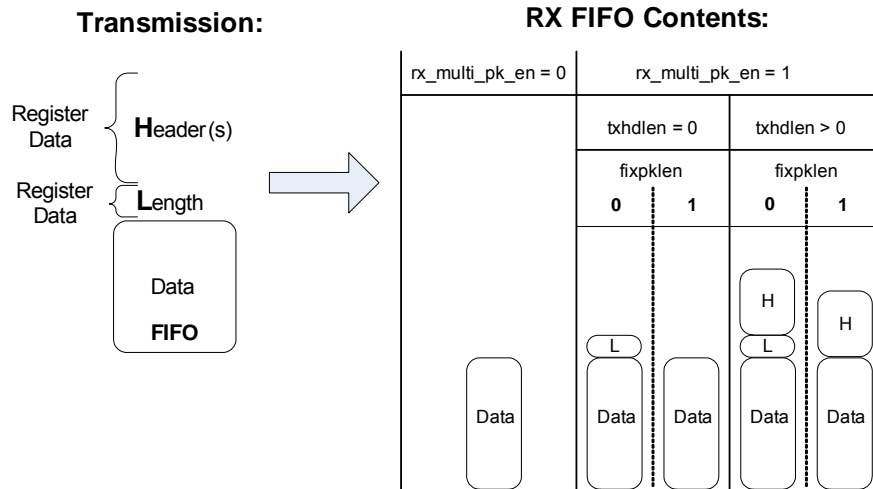 Transmission:
RX FIFO Contents:
Register
Data
Header(s)
Register
Data
Length
Data
FIFO
rx_multi_pk_en = 0
rx_multi_pk_en = 1
txhdlen = 0
txhdlen > 0
fixpklen
fixpklen
0
1
0
1
H
H
L
L
Data
Data
Data
Data
Data